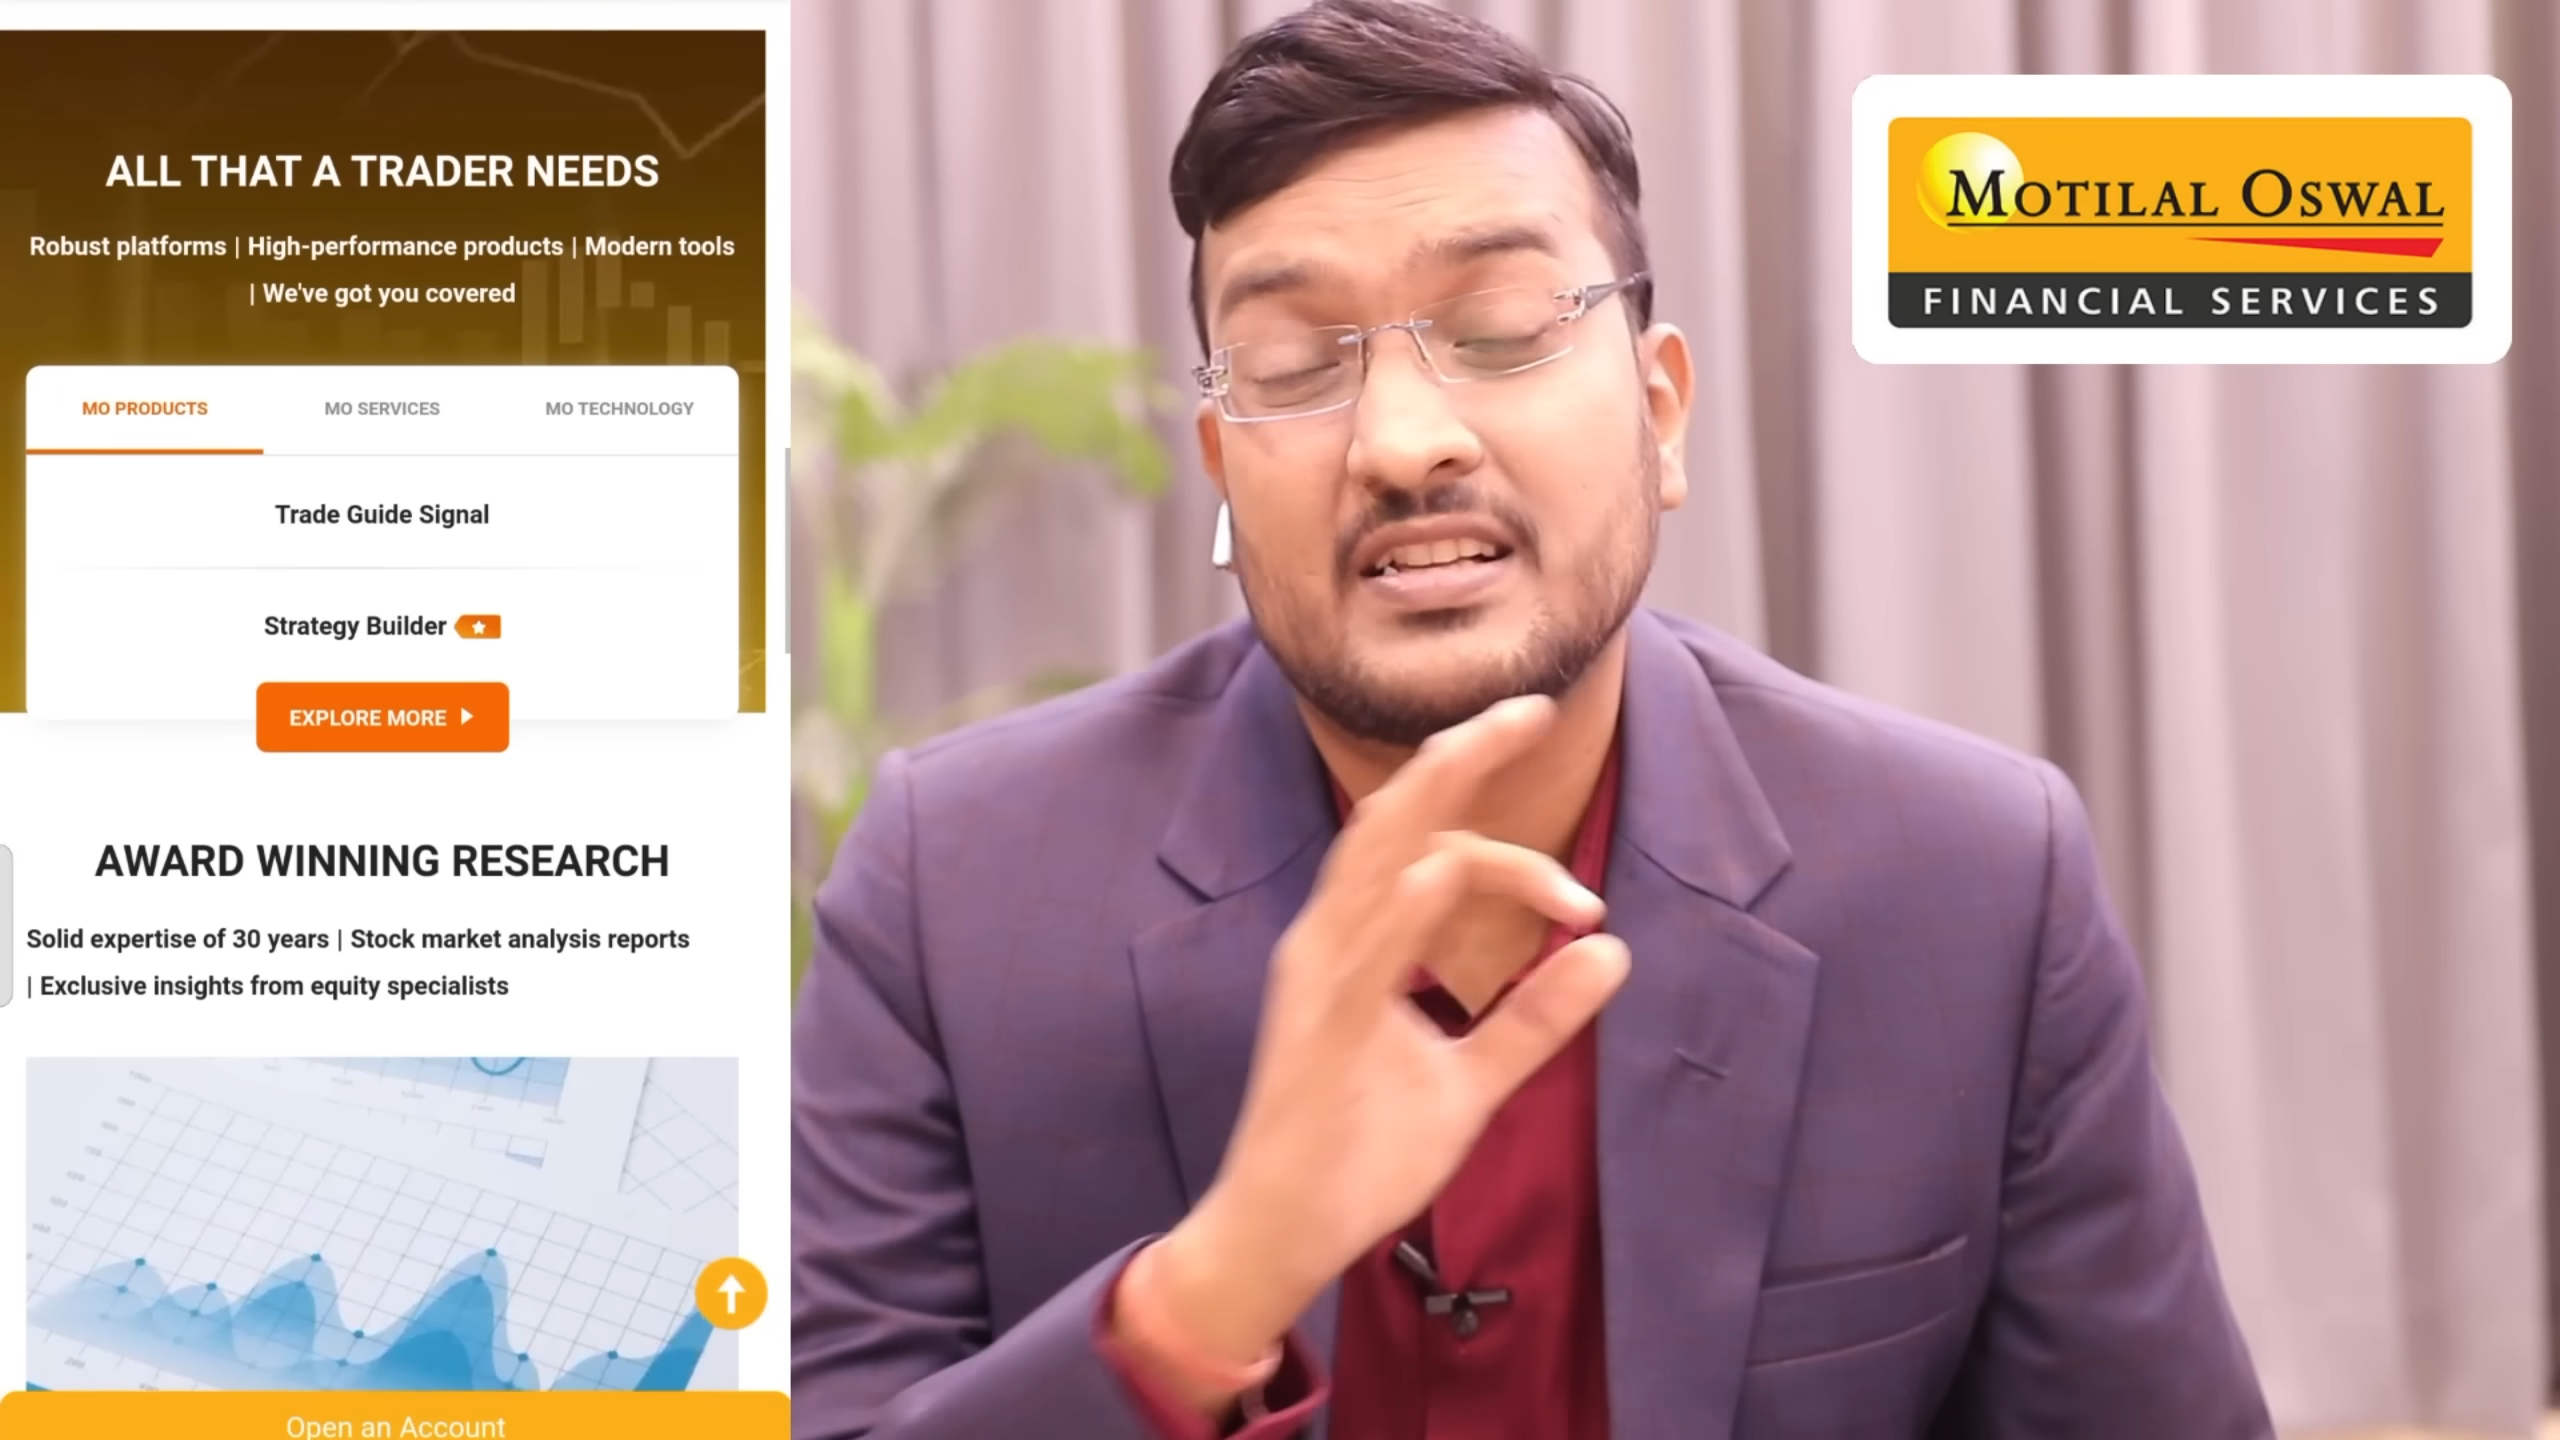 ALL THAT A TRADER NEEDS
Robust platforms | High-performance products | Modern tools
| We've got you covered
MO PRODUCTS
MO SERVICES
MO TECHNOLOGY
Trade Guide Signal
Strategy Builder
EXPLORE MORE
AWARD WINNING RESEARCH
Solid expertise of 30 years | Stock market analysis reports
| Exclusive insights from equity specialists
Open an Account
MOTILAL OSWAL
FINANCIAL SERVICES